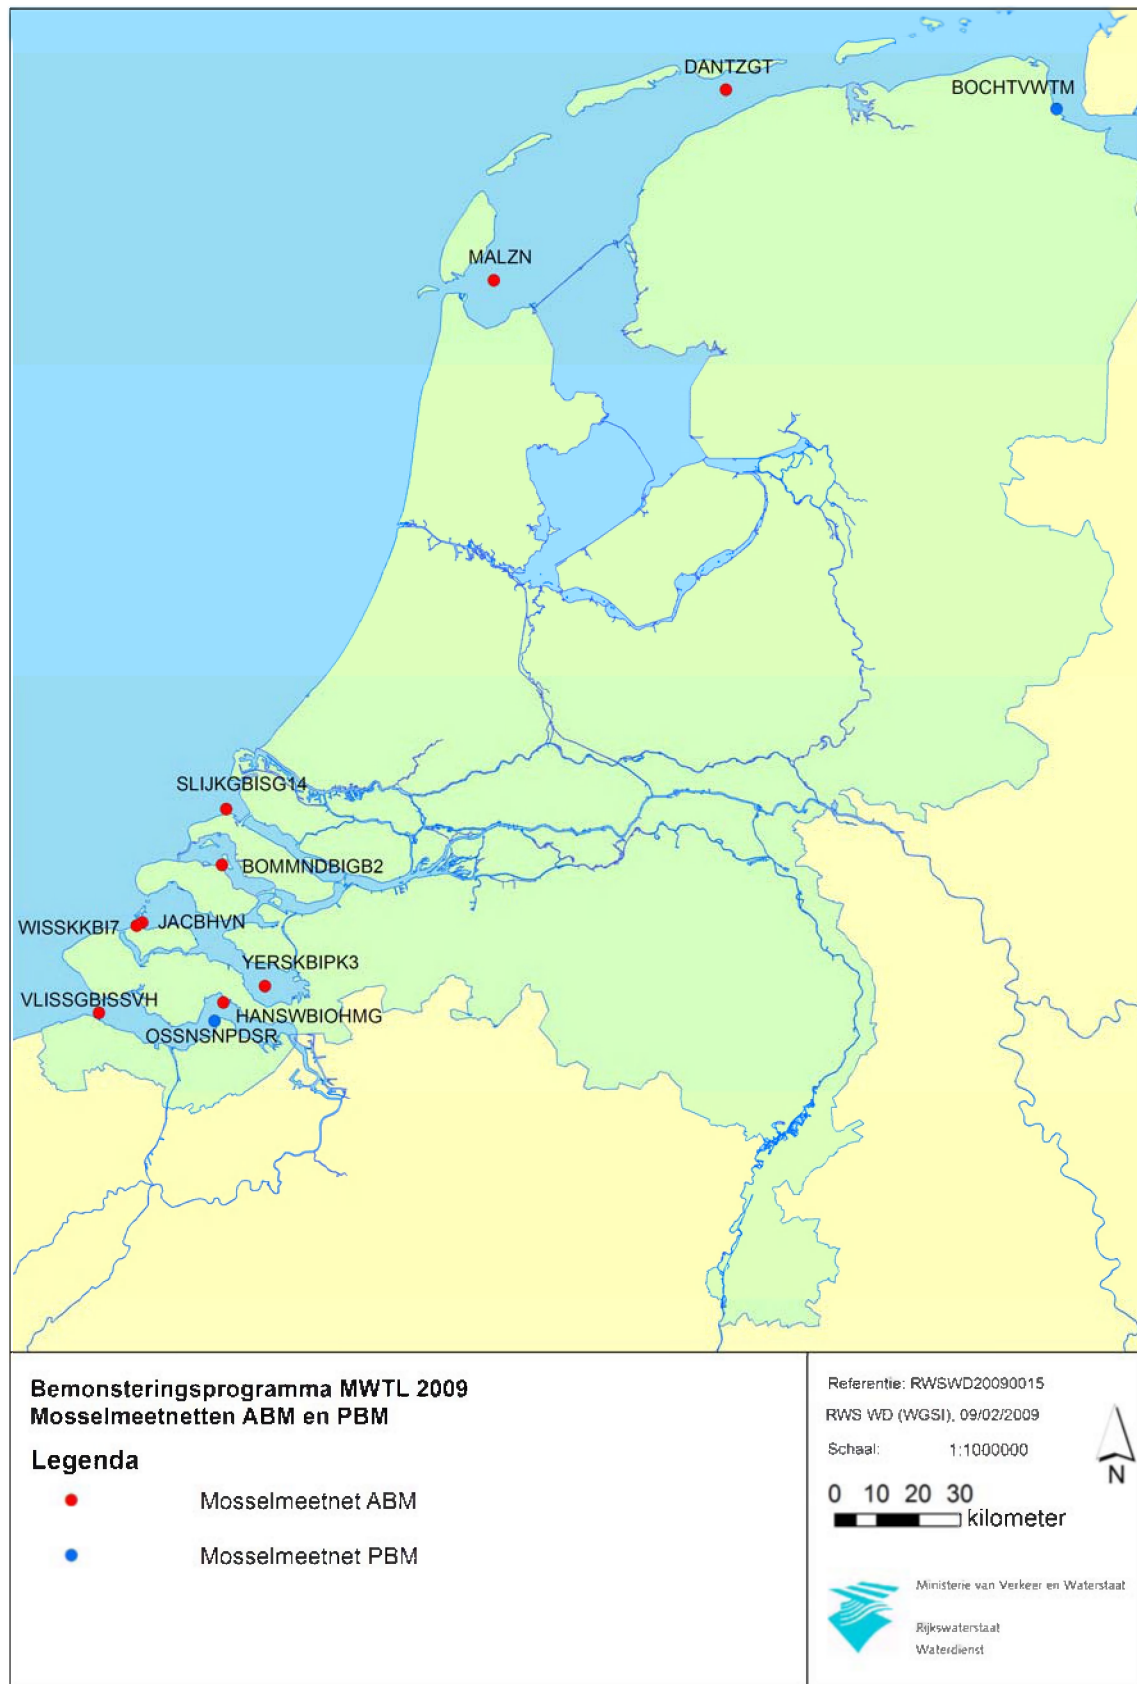 DANTZGT
BOCHTVWTM
MALZN
SLIJKGBISG14
BOMMNDBIGB2
WISSKKBI7
JACBHVN
YERSKBIPK3
VLISSGBISSVH
HANSWBIOHMG
OSSNSNPDSR
Bemonsteringsprogramma MWTL 2009
Mosselmeetnetten ABM en PBM
Legenda
Mosselmeetnet ABM
Mosselmeetnet PBM
Referentie: RWSWD20090015
RWS WD (WGSI), 09/02/2009
Schaal: 1:1000000
N
0 10 20 30
kilometer
Ministerie van Verkeer en Waterstaat
Rijkswaterstaat
Waterdienst